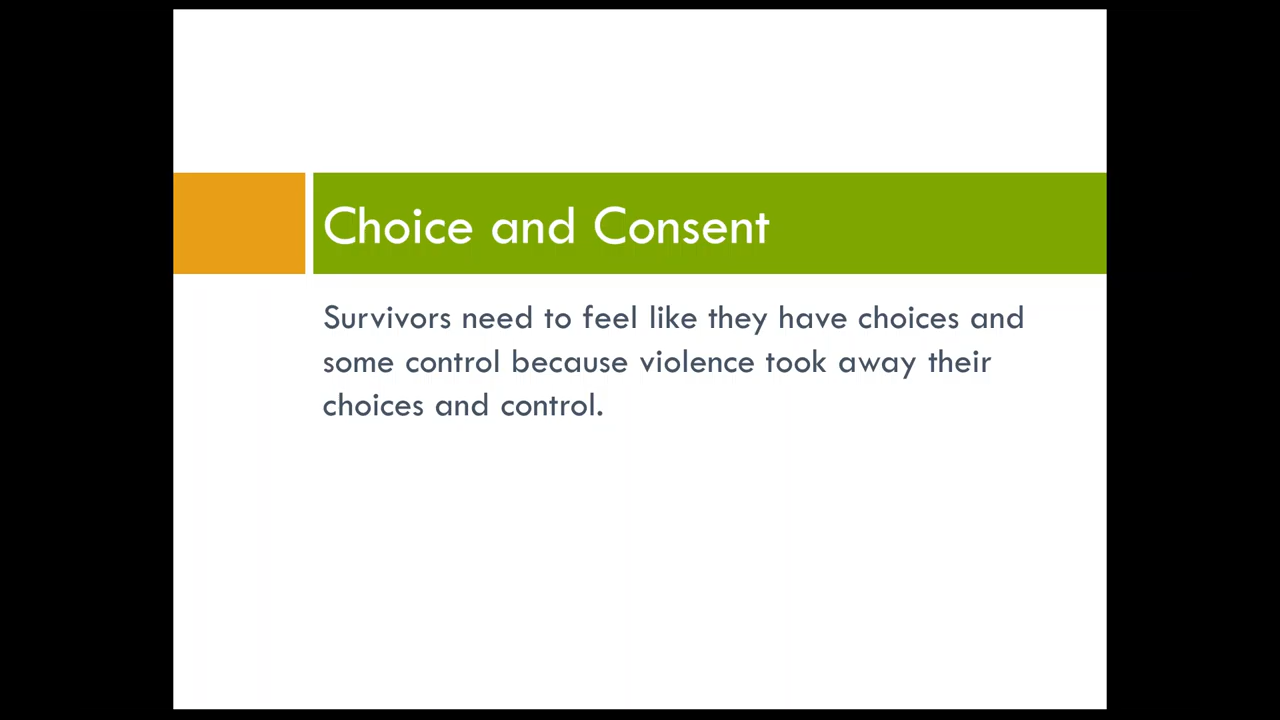 Choice and Consent
Survivors need to feel like they have choices and
some control because violence took away their
choices and control.